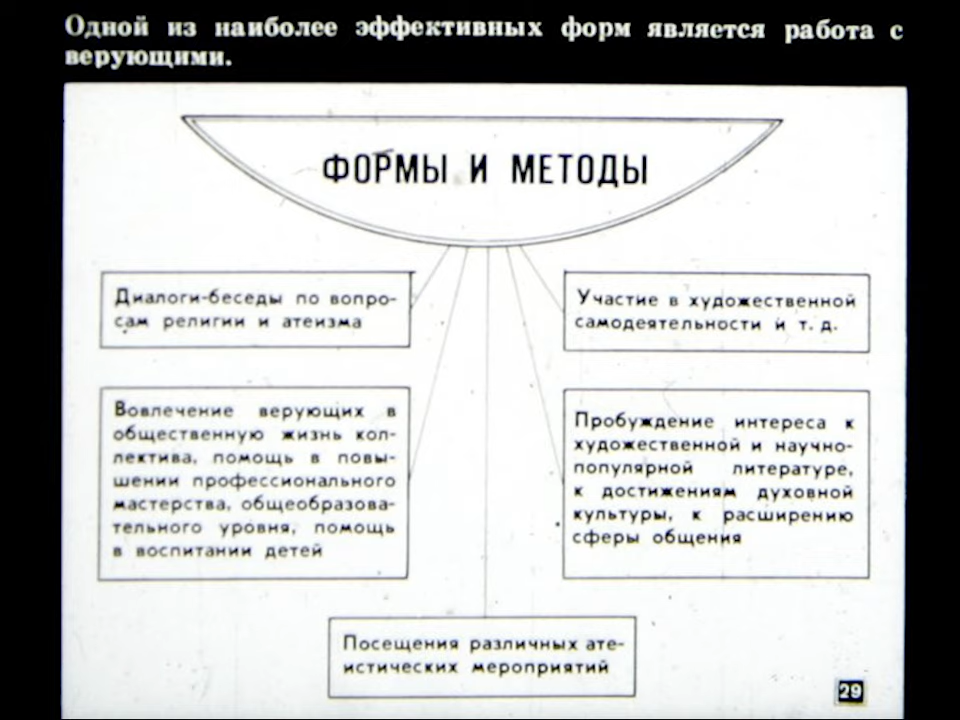 Одной из наиболее эффективных форм является работа с
верующими.
ФОРМЫ И МЕТОДЫ
Диалоги-беседы по вопро-
сам религии и атеизма
Участие в художественной
самодеятельности и т. д.
Вовлечение верующих в
общественную жизнь кол-
лектива, помощь в повы-
шении профессионального
мастерства, общеобразова-
тельного уровня, помощь
в воспитании детей
Пробуждение интереса к
художественной и научно-
популярной литературе,
к достижениям духовной
культуры, к расширению
сферы общения
Посещения различных ате-
истических мероприятий
29